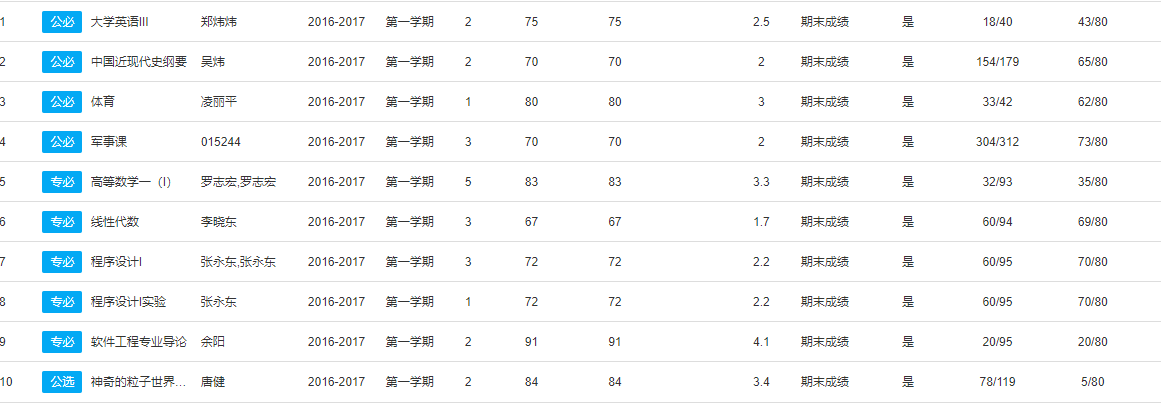 1 公必 大学英语III 郑炜炜 2016-2017 第一学期 2 75 75 2.5 期末成绩 是 18/40 43/80
2 公必 中国近现代史纲要 吴炜 2016-2017 第一学期 2 70 70 2 期末成绩 是 154/179 65/80
3 公必 体育 凌丽平 2016-2017 第一学期 1 80 80 3 期末成绩 是 33/42 62/80
4 公必 军事课 015244 2016-2017 第一学期 3 70 70 2 期末成绩 是 304/312 73/80
5 专必 高等数学一（I） 罗志宏,罗志宏 2016-2017 第一学期 5 83 83 3.3 期末成绩 是 32/93 35/80
6 专必 线性代数 李晓东 2016-2017 第一学期 3 67 67 1.7 期末成绩 是 60/94 69/80
7 专必 程序设计I 张永东,张永东 2016-2017 第一学期 3 72 72 2.2 期末成绩 是 60/95 70/80
8 专必 程序设计I实验 张永东 2016-2017 第一学期 1 72 72 2.2 期末成绩 是 60/95 70/80
9 专必 软件工程专业导论 余阳 2016-2017 第一学期 2 91 91 4.1 期末成绩 是 20/95 20/80
10 公选 神奇的粒子世界... 唐健 2016-2017 第一学期 2 84 84 3.4 期末成绩 是 78/119 5/80